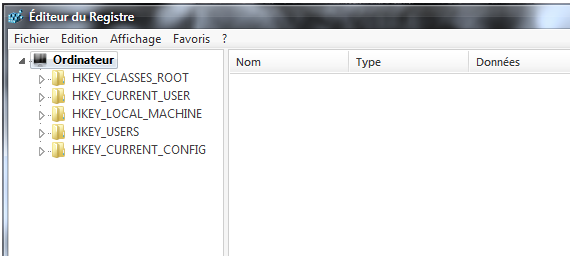 Éditeur du Registre
Fichier Edition Affichage Favoris ?
Ordinateur
HKEY_CLASSES_ROOT
HKEY_CURRENT_USER
HKEY_LOCAL_MACHINE
HKEY_USERS
HKEY_CURRENT_CONFIG
Nom Type Données